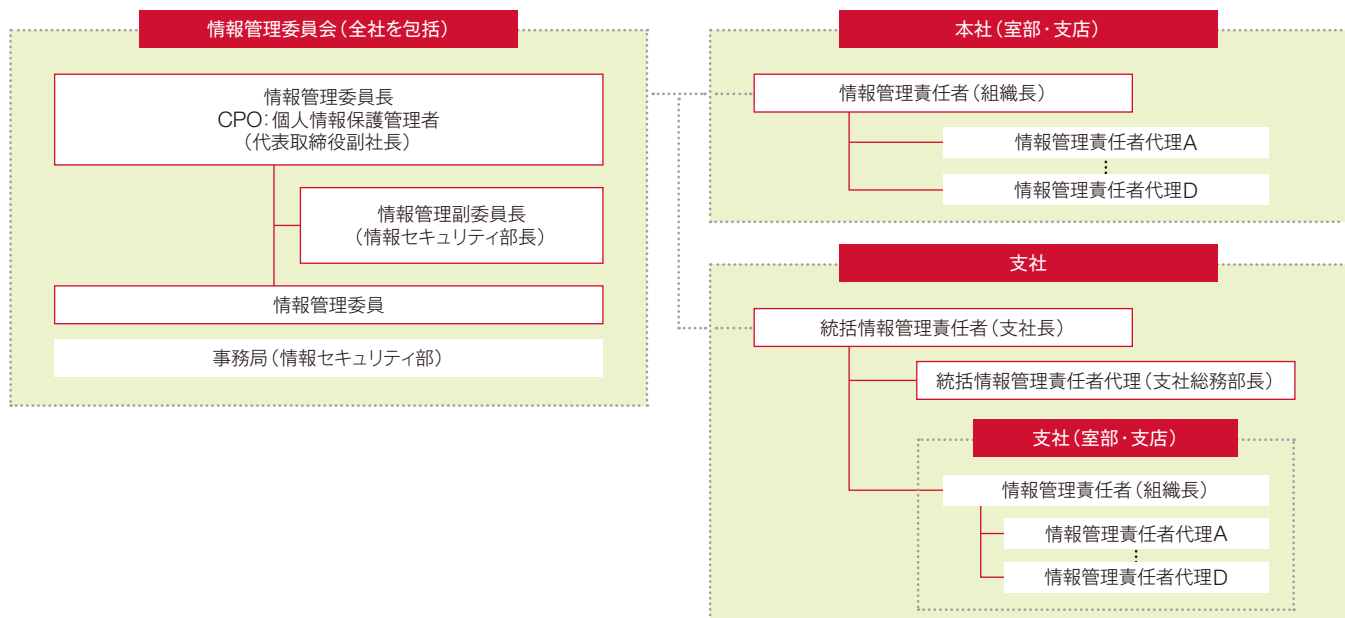 情報管理委員会(全社を包括)
情報管理委員長
CPO:個人情報保護管理者
(代表取締役副社長)
情報管理副委員長
(情報セキュリティ部長)
情報管理委員
事務局(情報セキュリティ部)
本社(室部・支店)
情報管理責任者(組織長)
情報管理責任者代理A
情報管理責任者代理D
支社
統括情報管理責任者(支社長)
統括情報管理責任者代理(支社総務部長)
支社(室部・支店)
情報管理責任者(組織長)
情報管理責任者代理A
情報管理責任者代理D